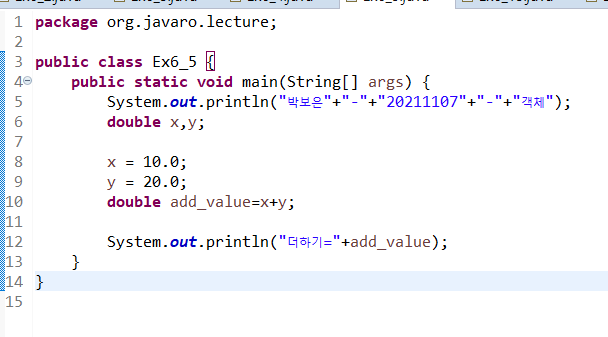 1 package org.javaro.lecture;
2
3 public class Ex6_5 {
4 public static void main(String[] args) {
5 System.out.println("박보은"+"-"+"20211107"+"-"+"객체");
6 double x,y;
7
8 x = 10.0;
9 y = 20.0;
10 double add_value=x+y;
11
12 System.out.println("더하기="+add_value);
13 }
14 }
15